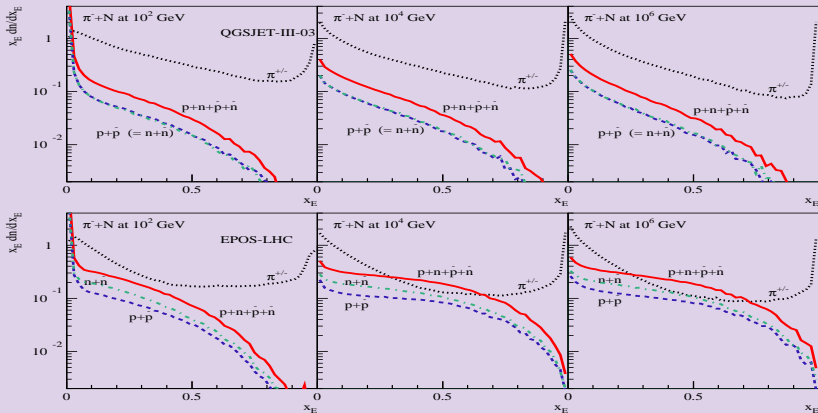 π⁻+N at 10² GeV
π⁻+N at 10⁴ GeV
π⁻+N at 10⁶ GeV
QGSJET-III-03
x_E dn/dx_E
1
10⁻¹
10⁻²
π⁺/⁻
p+n+p̄+n̄
p+p̄ (= n+n̄)
π⁺/⁻
p+n+p̄+n̄
p+p̄ (= n+n̄)
π⁺/⁻
p+n+p̄+n̄
p+p̄ (= n+n̄)
0 0.5 0 0.5 0 0.5
x_E x_E x_E
π⁻+N at 10² GeV
π⁻+N at 10⁴ GeV
π⁻+N at 10⁶ GeV
EPOS-LHC
x_E dn/dx_E
1
10⁻¹
10⁻²
π⁺/⁻
n+n̄
p+n+p̄+n̄
p+p̄
p+n+p̄+n̄
n+n̄
π⁺/⁻
p+p̄
p+n+p̄+n̄
n+n̄
π⁺/⁻
p+p̄
0 0.5 0 0.5 0 0.5
x_E x_E x_E